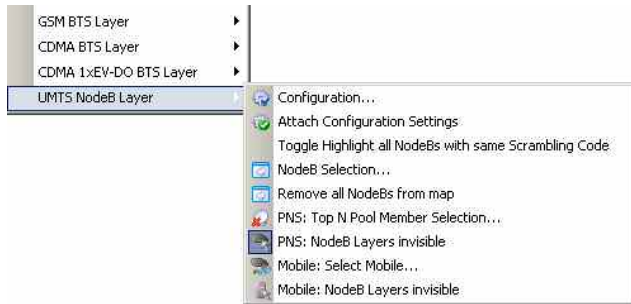 GSM BTS Layer
CDMA BTS Layer
CDMA 1xEV-DO BTS Layer
UMTS NodeB Layer
Configuration...
Attach Configuration Settings
Toggle Highlight all NodeBs with same Scrambling Code
NodeB Selection...
Remove all NodeBs from map
PNS: Top N Pool Member Selection...
PNS: NodeB Layers invisible
Mobile: Select Mobile...
Mobile: NodeB Layers invisible